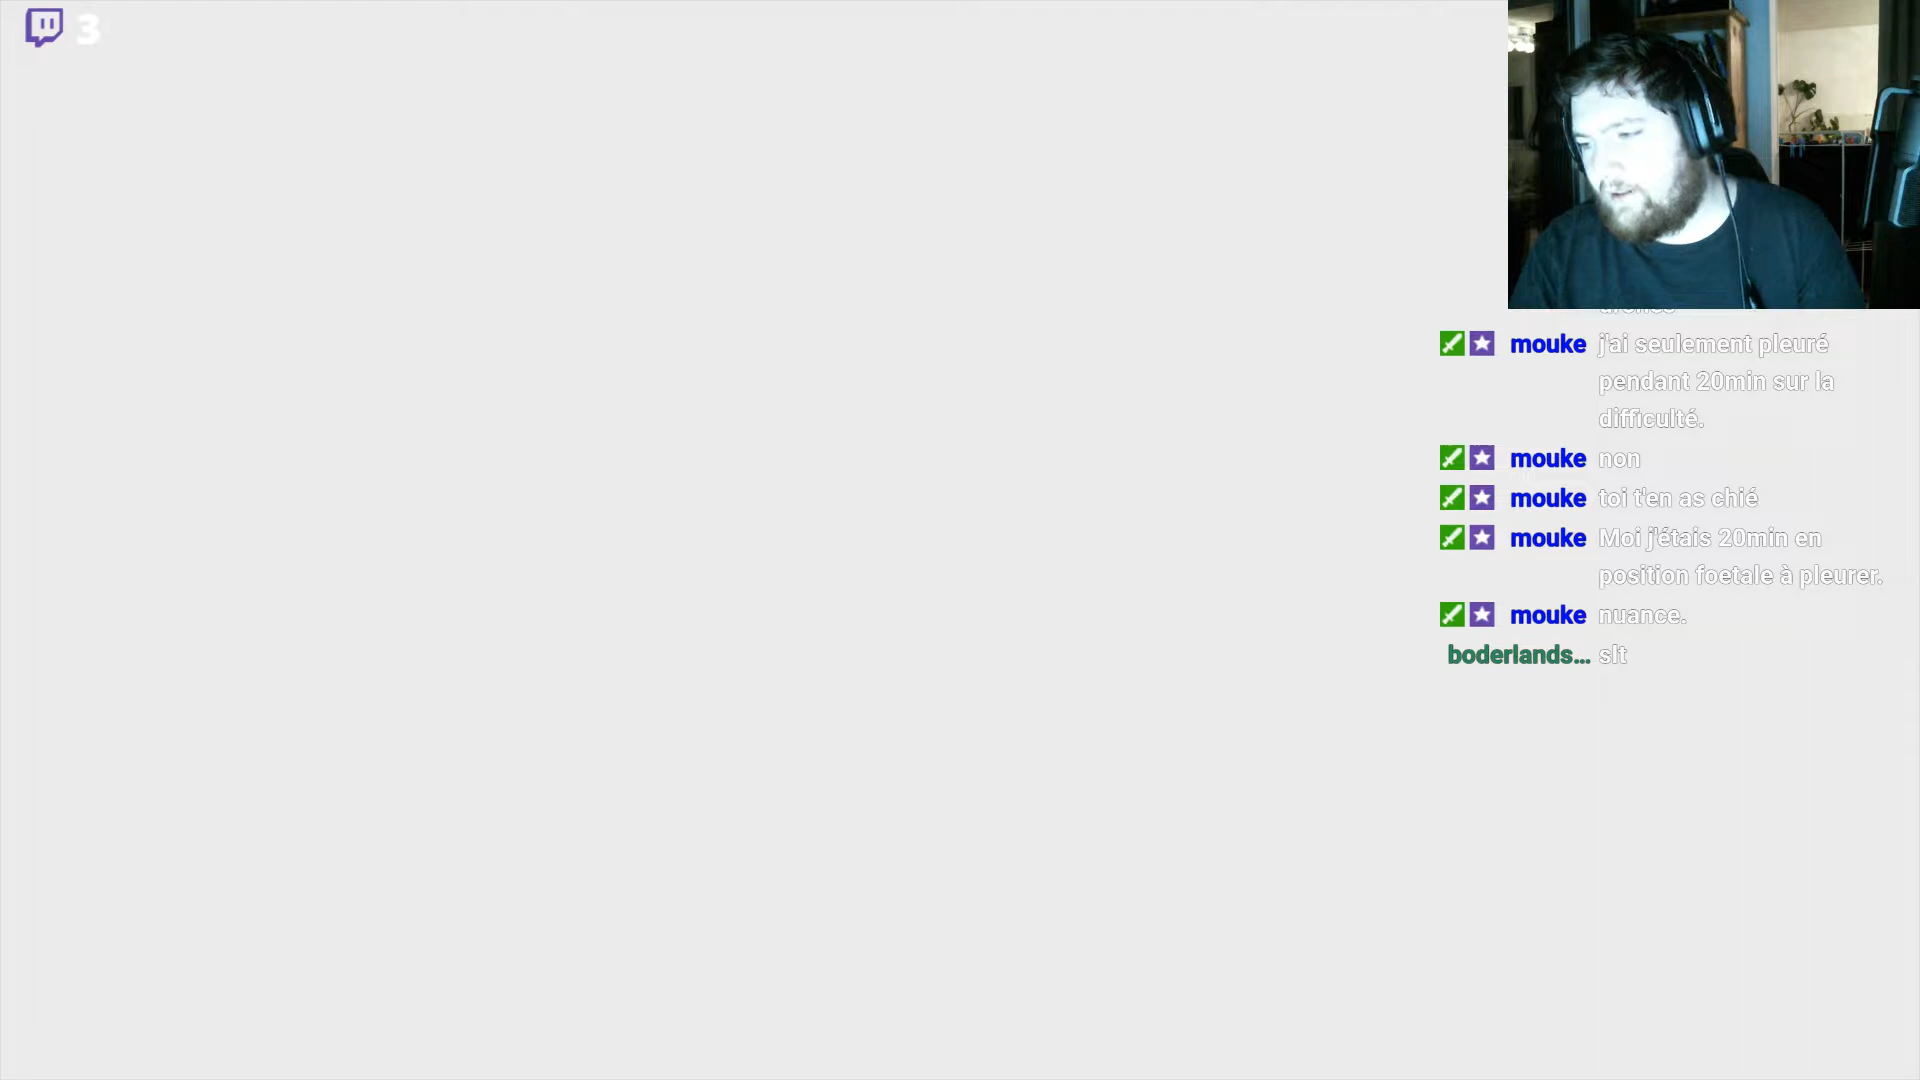 3
mouke j'ai seulement pleuré
pendant 20min sur la
difficulté.
mouke non
mouke toi t'en as chié
mouke Moi j'étais 20min en
position foetale à pleurer.
mouke nuance.
boderlands... slt